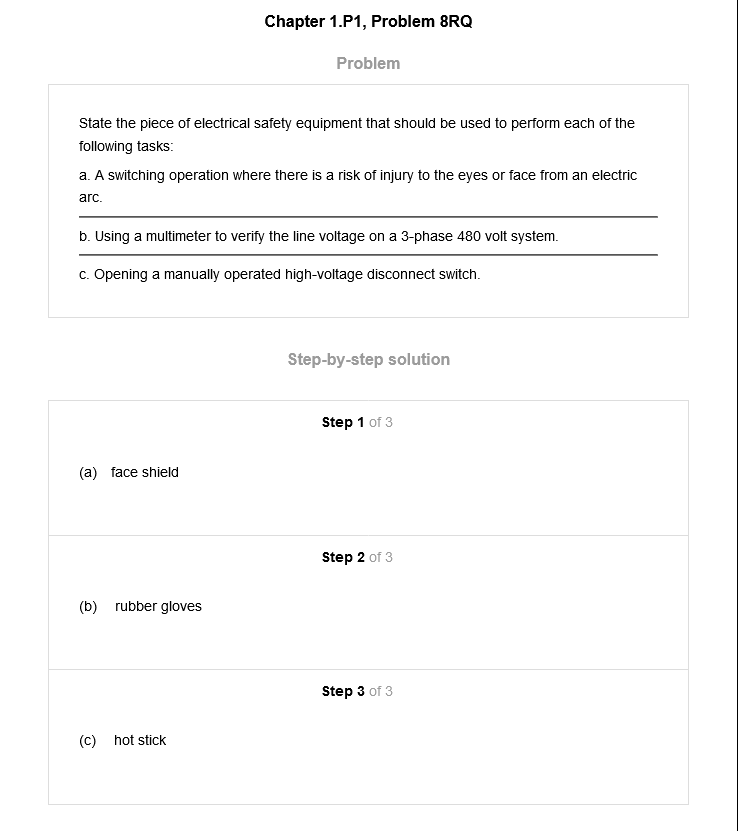 Chapter 1.P1, Problem 8RQ
Problem
State the piece of electrical safety equipment that should be used to perform each of the
following tasks:
a. A switching operation where there is a risk of injury to the eyes or face from an electric
arc.
b. Using a multimeter to verify the line voltage on a 3-phase 480 volt system.
c. Opening a manually operated high-voltage disconnect switch.
Step-by-step solution
Step 1 of 3
(a) face shield
Step 2 of 3
(b) rubber gloves
Step 3 of 3
(c) hot stick